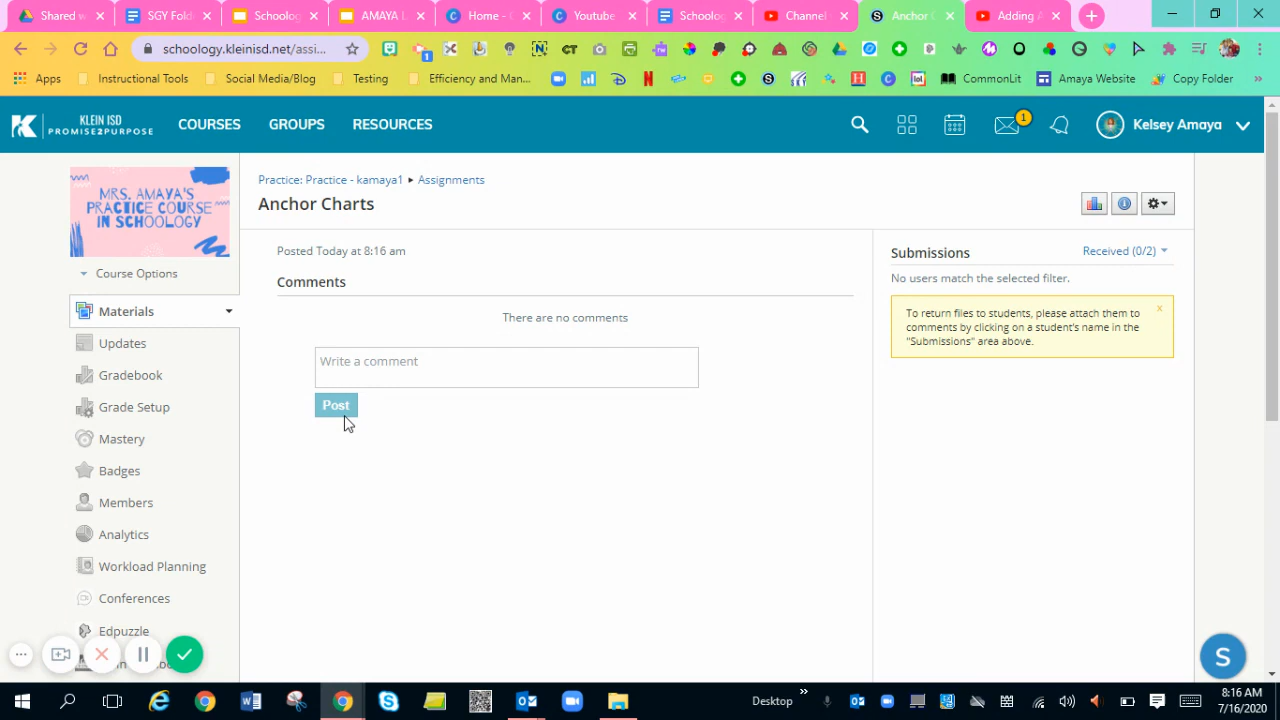 Shared w
SGY Fold
Schoolog
AMAYA L
Home -
Youtube
Schoolog
Channel
Anchor C
Adding A
schoology.kleinisd.net/assi...
Apps
Instructional Tools
Social Media/Blog
Testing
Efficiency and Man...
CommonLit
Amaya Website
Copy Folder
KLEIN ISD
PROMISE2PURPOSE
COURSES
GROUPS
RESOURCES
1
Kelsey Amaya
MRS. AMAYA'S
PRACTICE COURSE
IN SCHOOLOGY
Course Options
Materials
Updates
Gradebook
Grade Setup
Mastery
Badges
Members
Analytics
Workload Planning
Conferences
Edpuzzle
Practice: Practice - kamaya1 ▸ Assignments
Anchor Charts
Posted Today at 8:16 am
Comments
There are no comments
Write a comment
Post
Submissions
Received (0/2)
No users match the selected filter.
To return files to students, please attach them to
comments by clicking on a student's name in the
"Submissions" area above.
x
S
Desktop
8:16 AM
7/16/2020